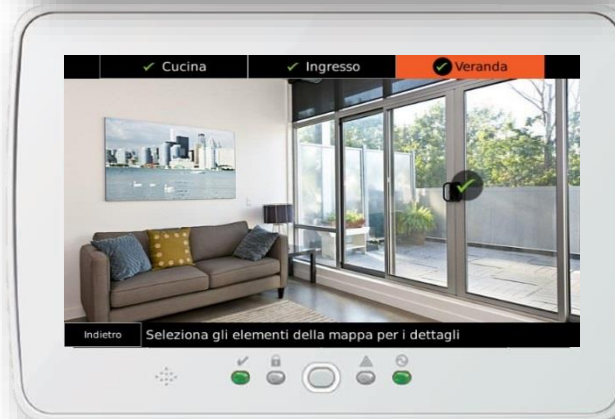 Cucina
Ingresso
Veranda
Indietro
Seleziona gli elementi della mappa per i dettagli